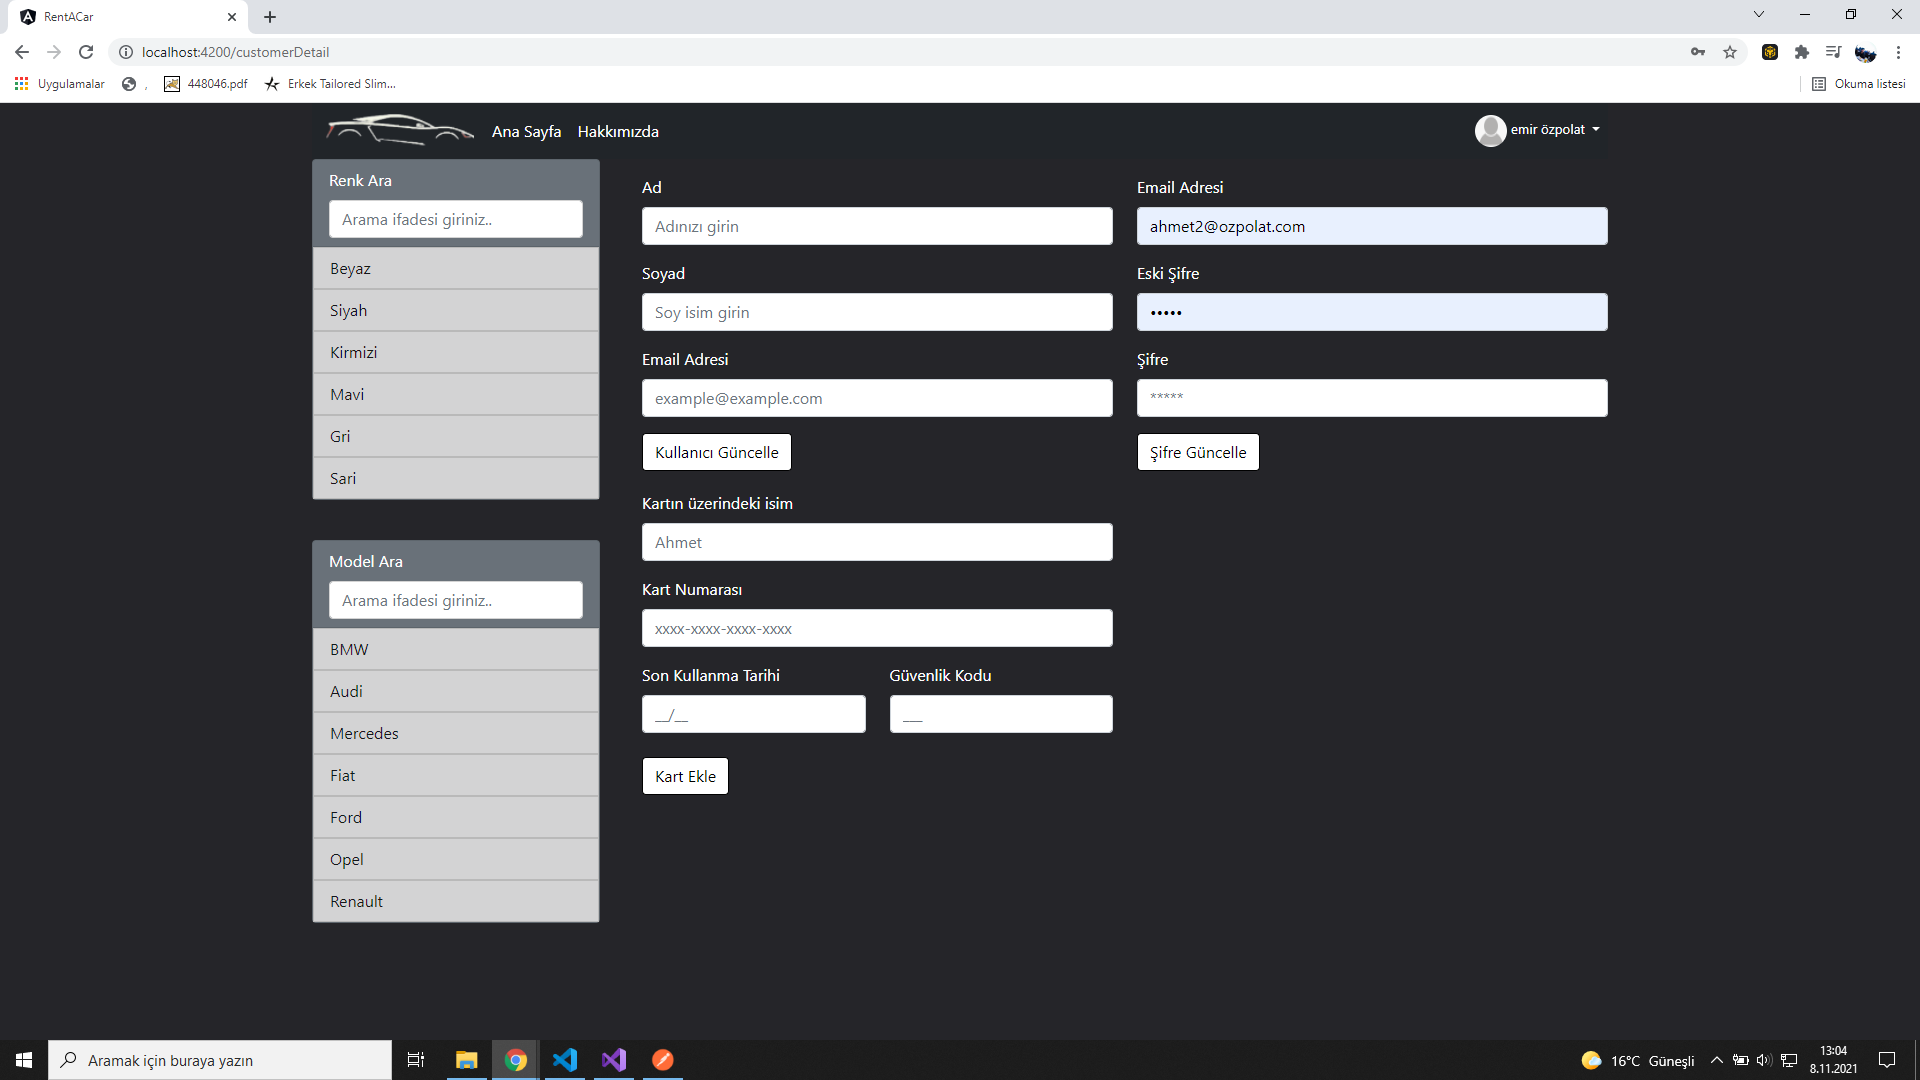 RentACar
localhost:4200/customerDetail
Uygulamalar
,
448046.pdf
Erkek Tailored Slim...
Okuma listesi
Ana Sayfa
Hakkımızda
emir özpolat
Renk Ara
Arama ifadesi giriniz..
Beyaz
Siyah
Kirmizi
Mavi
Gri
Sari
Model Ara
Arama ifadesi giriniz..
BMW
Audi
Mercedes
Fiat
Ford
Opel
Renault
Ad
Adınızı girin
Soyad
Soy isim girin
Email Adresi
example@example.com
Kullanıcı Güncelle
Email Adresi
ahmet2@ozpolat.com
Eski Şifre
•••••
Şifre
*****
Şifre Güncelle
Kartın üzerindeki isim
Ahmet
Kart Numarası
xxxx-xxxx-xxxx-xxxx
Son Kullanma Tarihi
__/__
Güvenlik Kodu
___
Kart Ekle
Aramak için buraya yazın
16°C Güneşli
13:04
8.11.2021